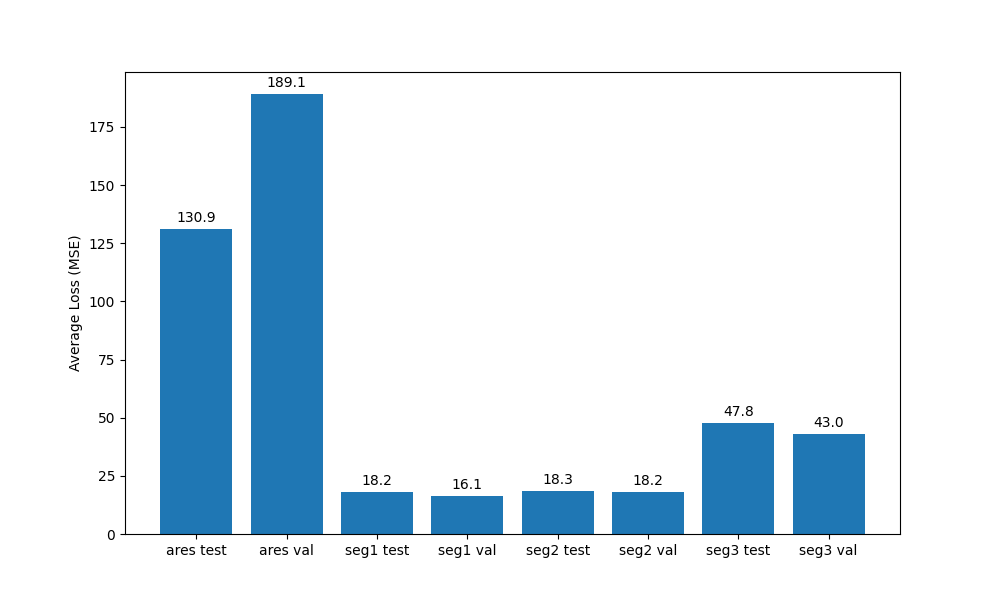 189.1
175
150
130.9
125
Average Loss (MSE)
100
75
50
47.8
43.0
25
18.2
16.1
18.3
18.2
0
ares test
ares val
seg1 test
seg1 val
seg2 test
seg2 val
seg3 test
seg3 val